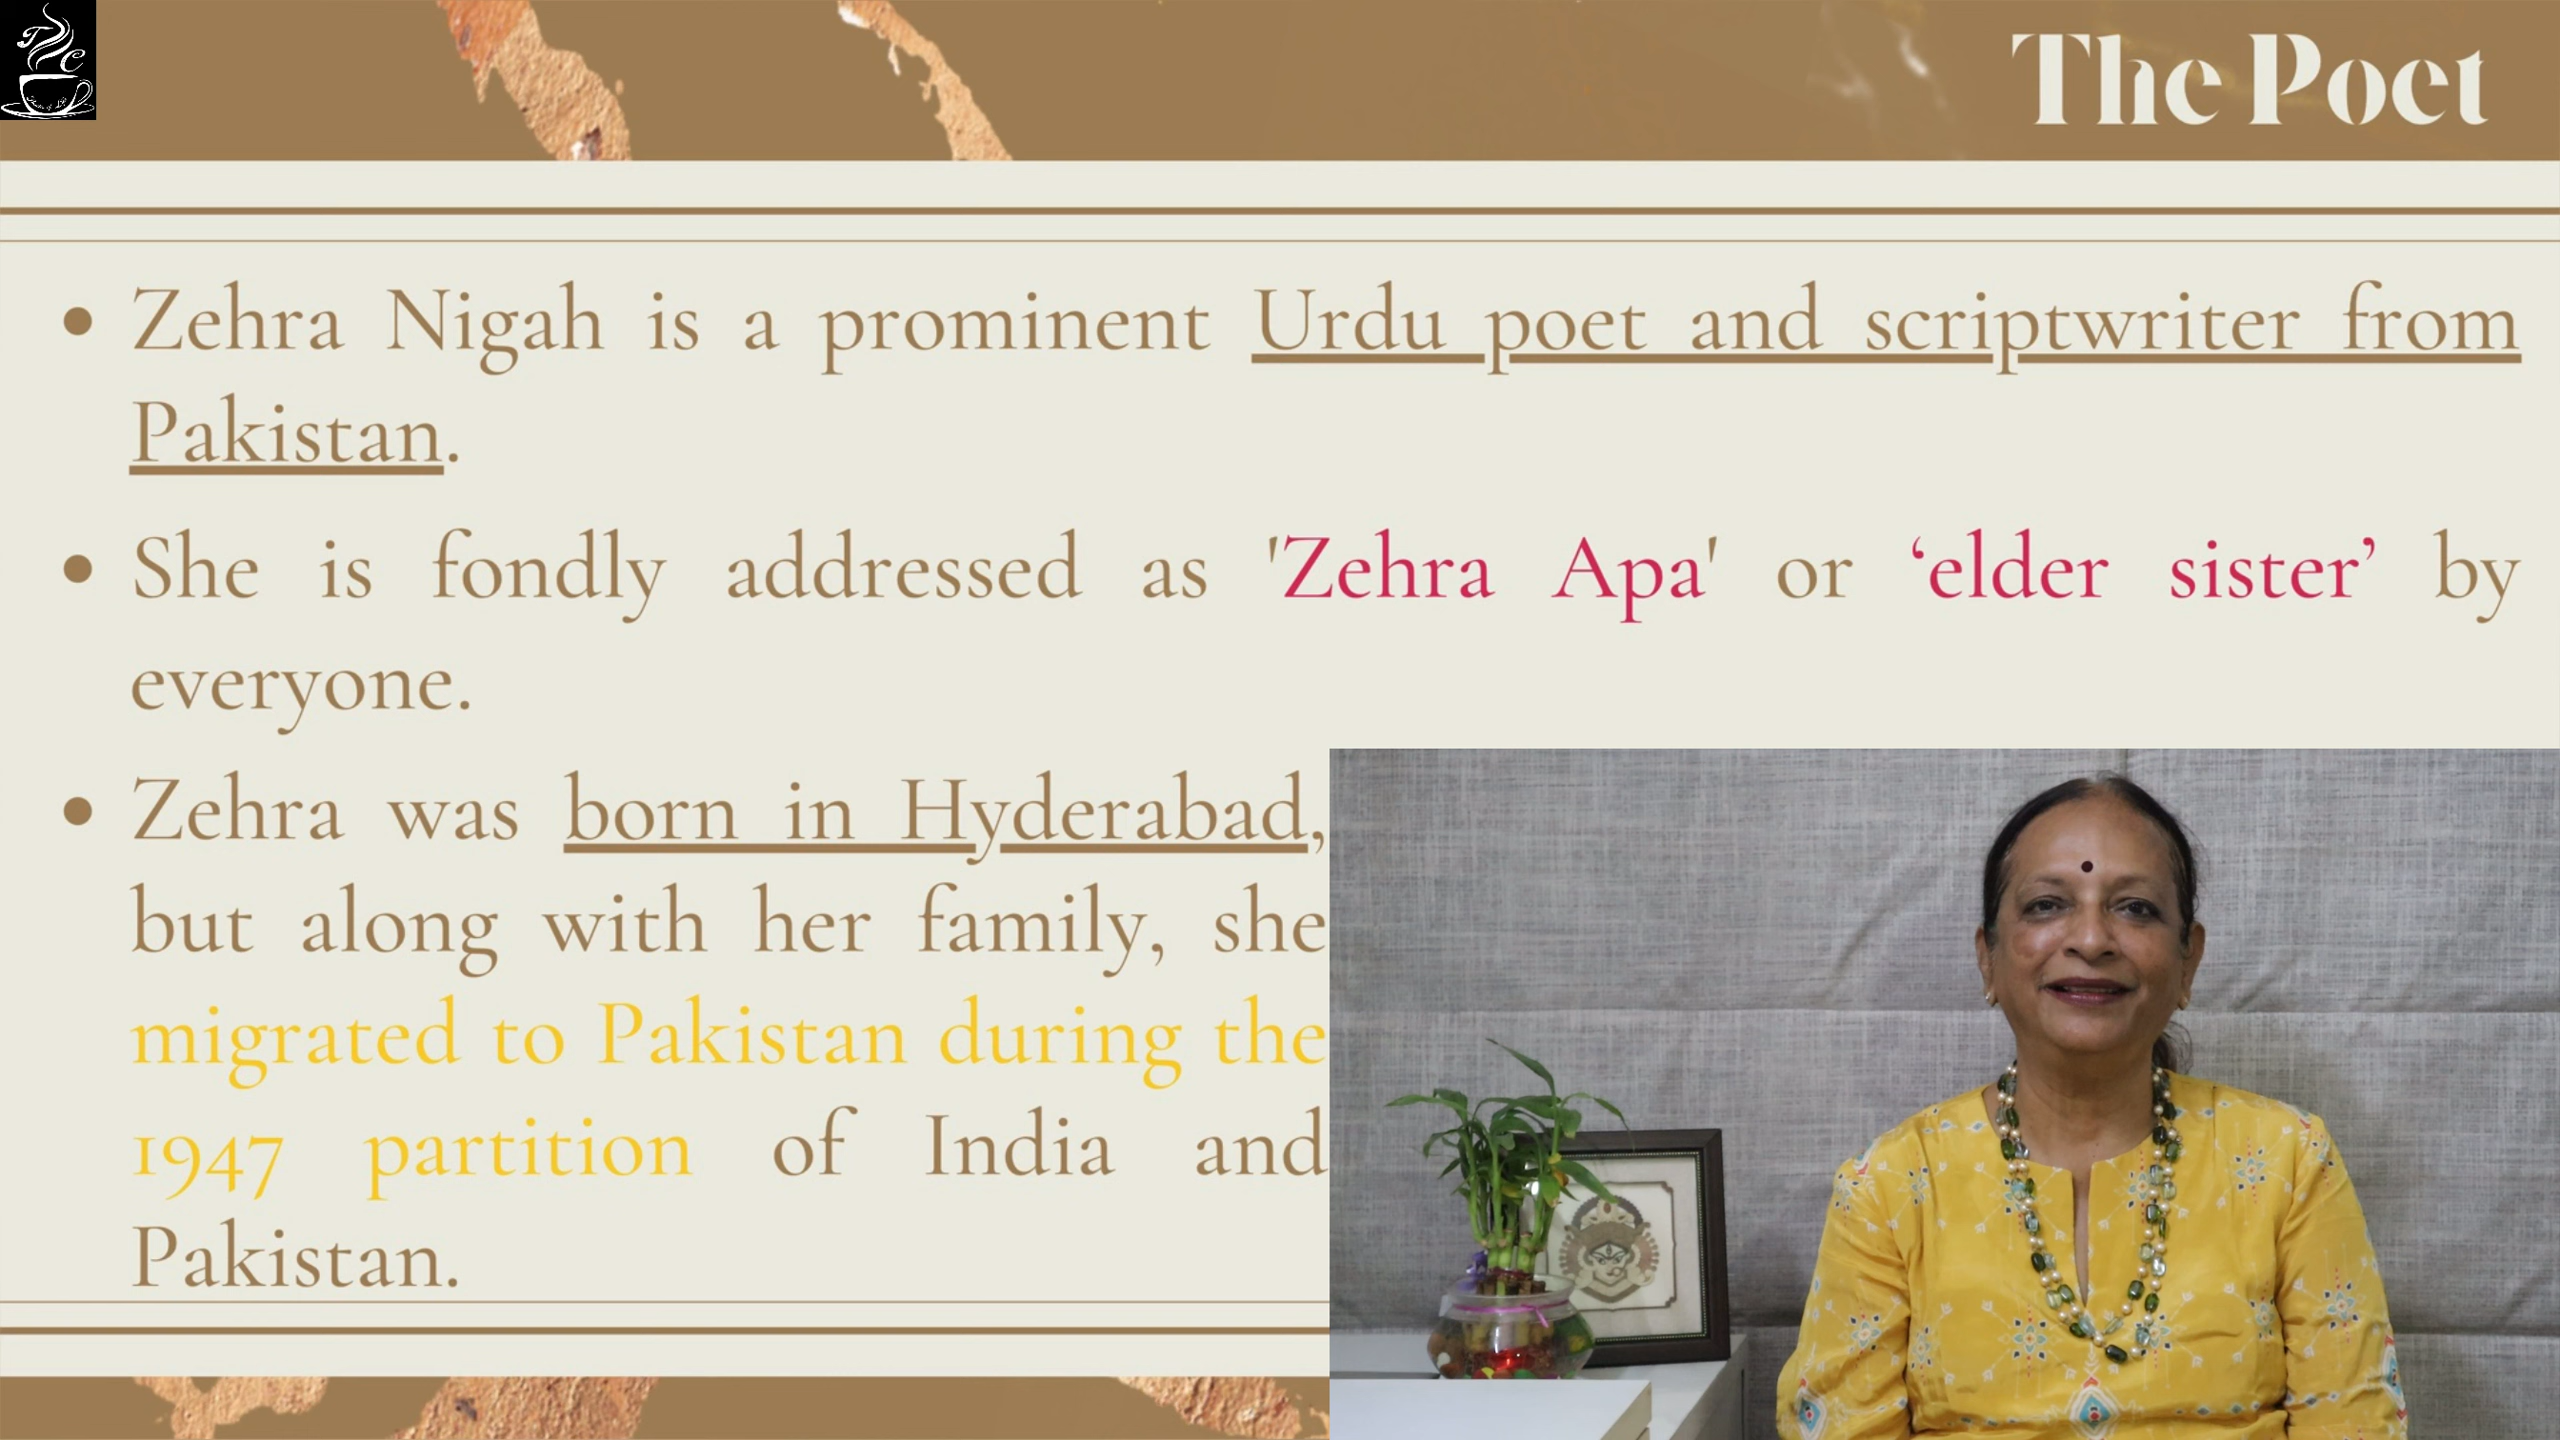 The Poet
• Zehra Nigah is a prominent Urdu poet and scriptwriter from
Pakistan.
• She is fondly addressed as 'Zehra Apa' or ‘elder sister’ by
everyone.
• Zehra was born in Hyderabad,
but along with her family, she
migrated to Pakistan during the
1947 partition of India and
Pakistan.